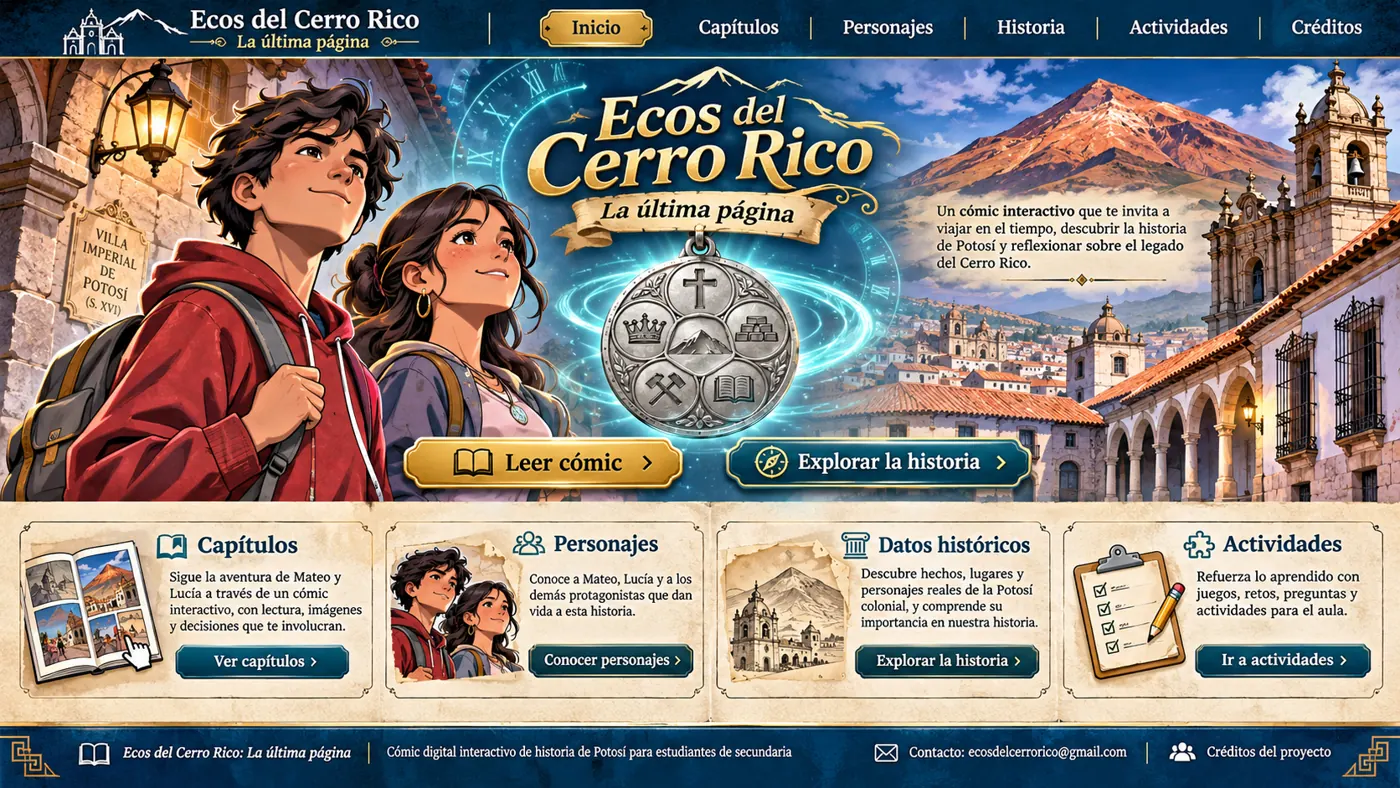 Ecos del Cerro Rico
La última página
Inicio
Capítulos
Personajes
Historia
Actividades
Créditos
Ecos del
Cerro Rico
La última página
VILLA
IMPERIAL
DE
POTOSÍ
(S. XVI)
Un cómic interactivo que te invita a
viajar en el tiempo, descubrir la historia
de Potosí y reflexionar sobre el legado
del Cerro Rico.
Leer cómic
Explorar la historia
Capítulos
Sigue la aventura de Mateo y
Lucía a través de un cómic
interactivo, con lectura, imágenes
y decisiones que te involucran.
Ver capítulos
Personajes
Conoce a Mateo, Lucía y a los
demás protagonistas que dan
vida a esta historia.
Conocer personajes
Datos históricos
Descubre hechos, lugares y
personajes reales de la Potosí
colonial, y comprende su
importancia en nuestra historia.
Explorar la historia
Actividades
Refuerza lo aprendido con
juegos, retos, preguntas y
actividades para el aula.
Ir a actividades
Ecos del Cerro Rico: La última página
Cómic digital interactivo de historia de Potosí para estudiantes de secundaria
Contacto: ecosdelcerrorico@gmail.com
Créditos del proyecto